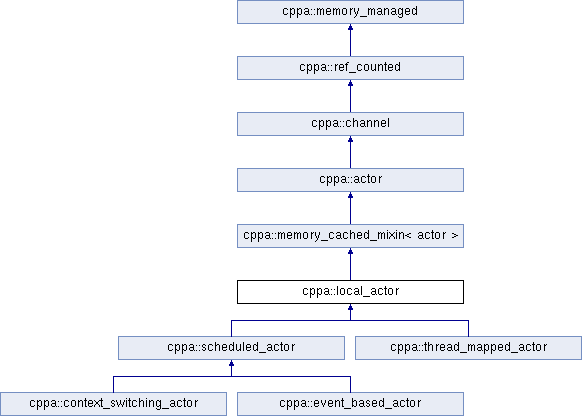 cppa::memory_managed
cppa::ref_counted
cppa::channel
cppa::actor
cppa::memory_cached_mixin< actor >
cppa::local_actor
cppa::scheduled_actor
cppa::thread_mapped_actor
cppa::context_switching_actor
cppa::event_based_actor